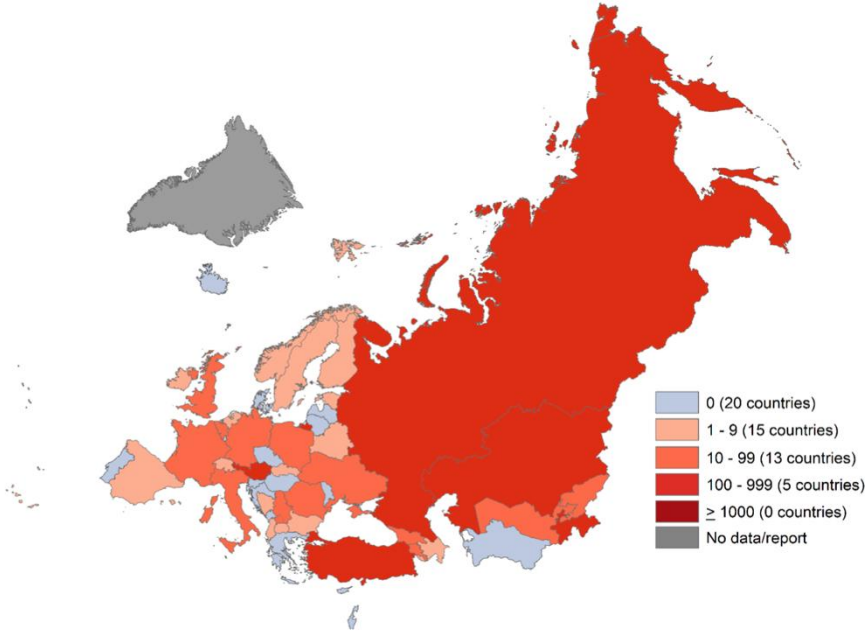 0 (20 countries)
1 - 9 (15 countries)
10 - 99 (13 countries)
100 - 999 (5 countries)
≥ 1000 (0 countries)
No data/report